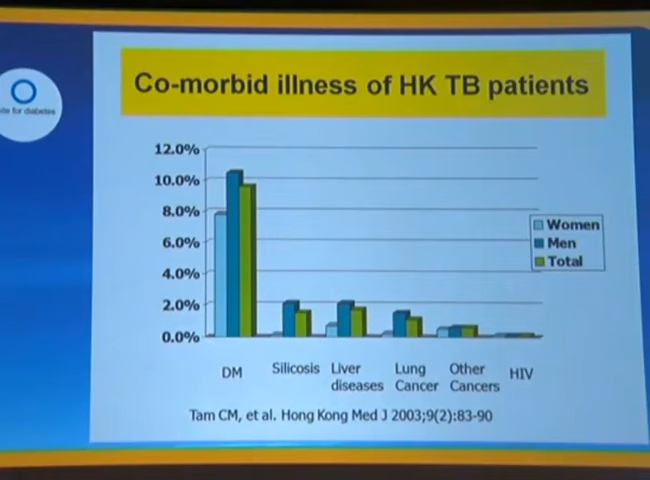 Co-morbid illness of HK TB patients
for diabetes
12.0%
10.0%
8.0%
6.0%
4.0%
2.0%
0.0%
Women
Men
Total
DM
Silicosis
Liver
diseases
Lung
Cancer
Other
Cancers
HIV
Tam CM, et al. Hong Kong Med J 2003;9(2):83-90